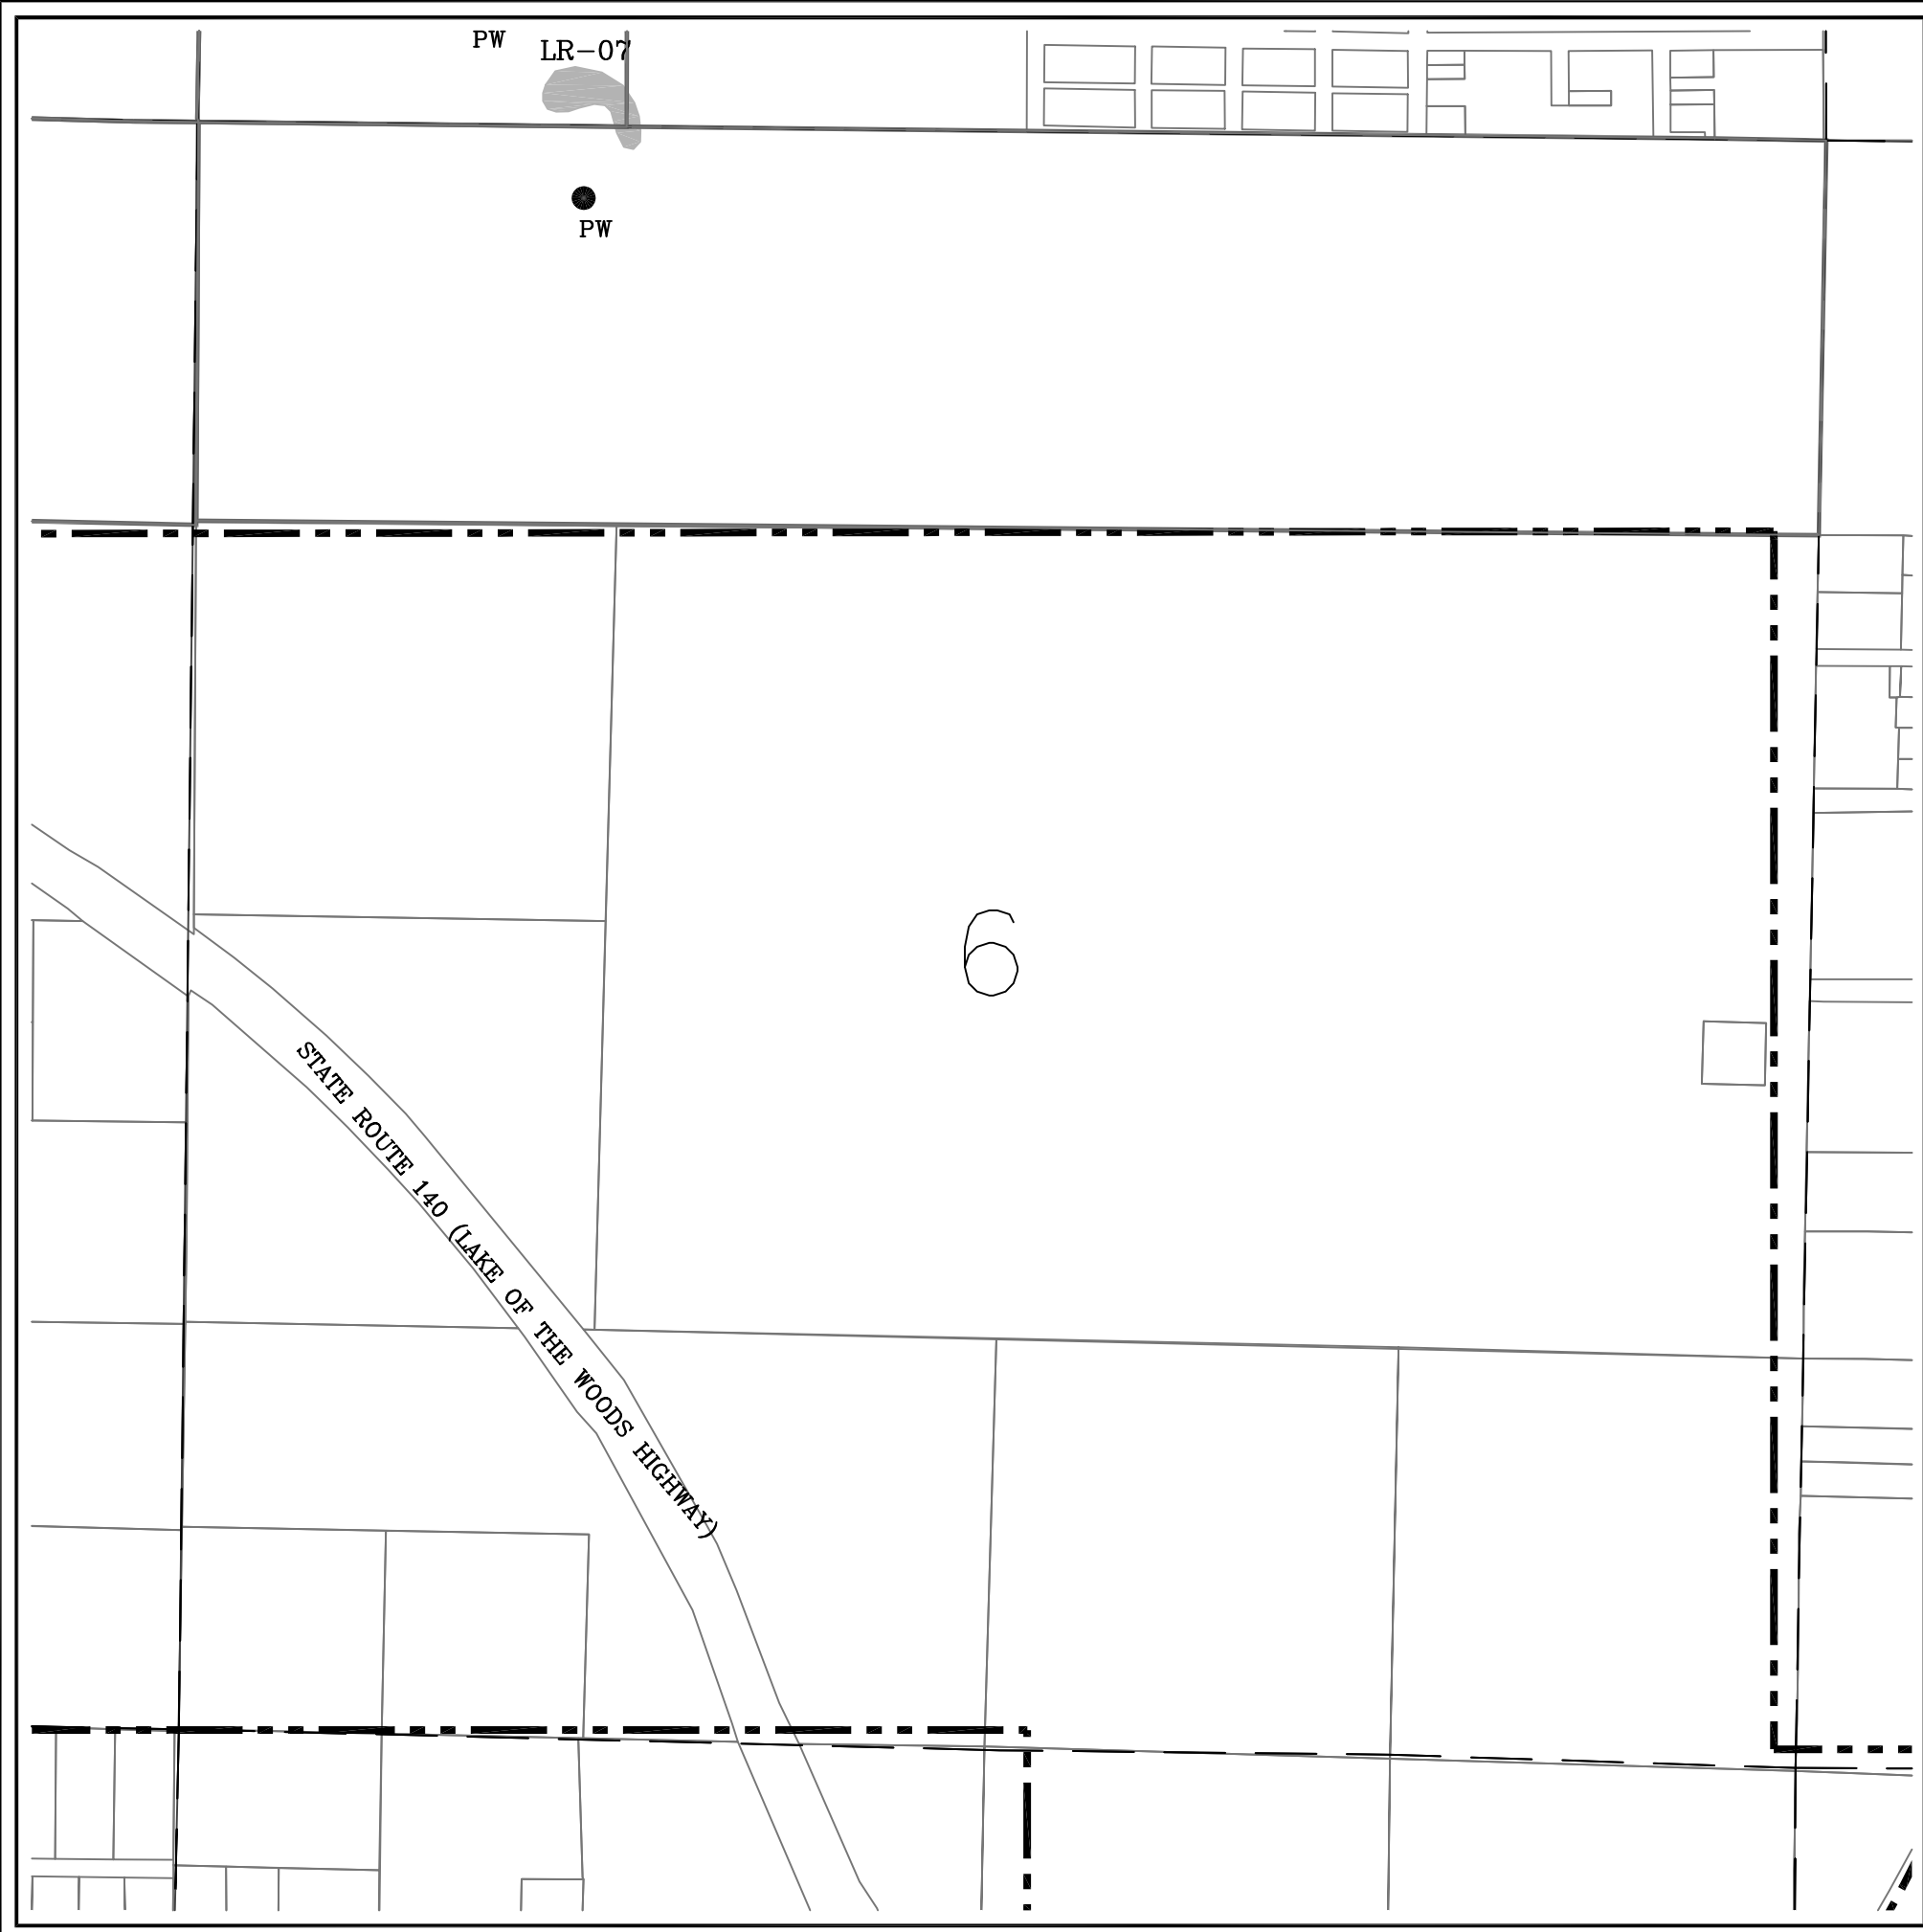 PW
LR-07
PW
6
STATE ROUTE 140 (LAKE OF THE WOODS HIGHWAY)